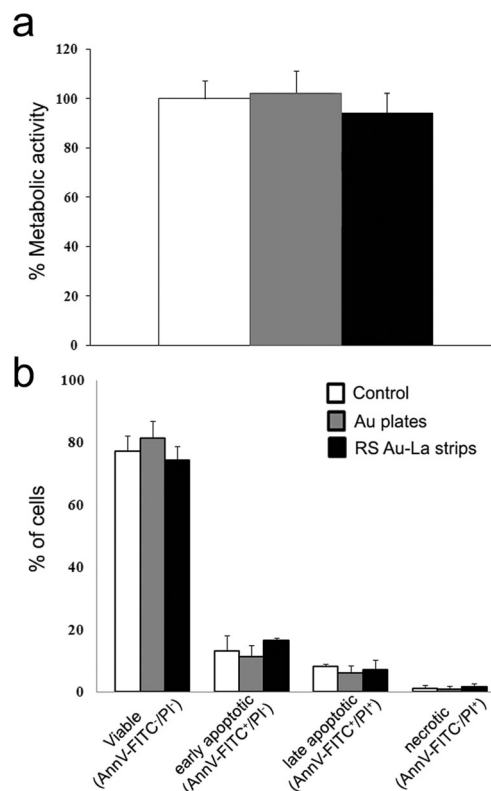 a
% Metabolic activity
120
100
80
60
40
20
0
b
% of cells
100
80
60
40
20
0
Control
Au plates
RS Au-La strips
Viable
(AnnV-FITC⁻/PI⁻)
early apoptotic
(AnnV-FITC⁺/PI⁻)
late apoptotic
(AnnV-FITC⁺/PI⁺)
necrotic
(AnnV-FITC⁻/PI⁺)